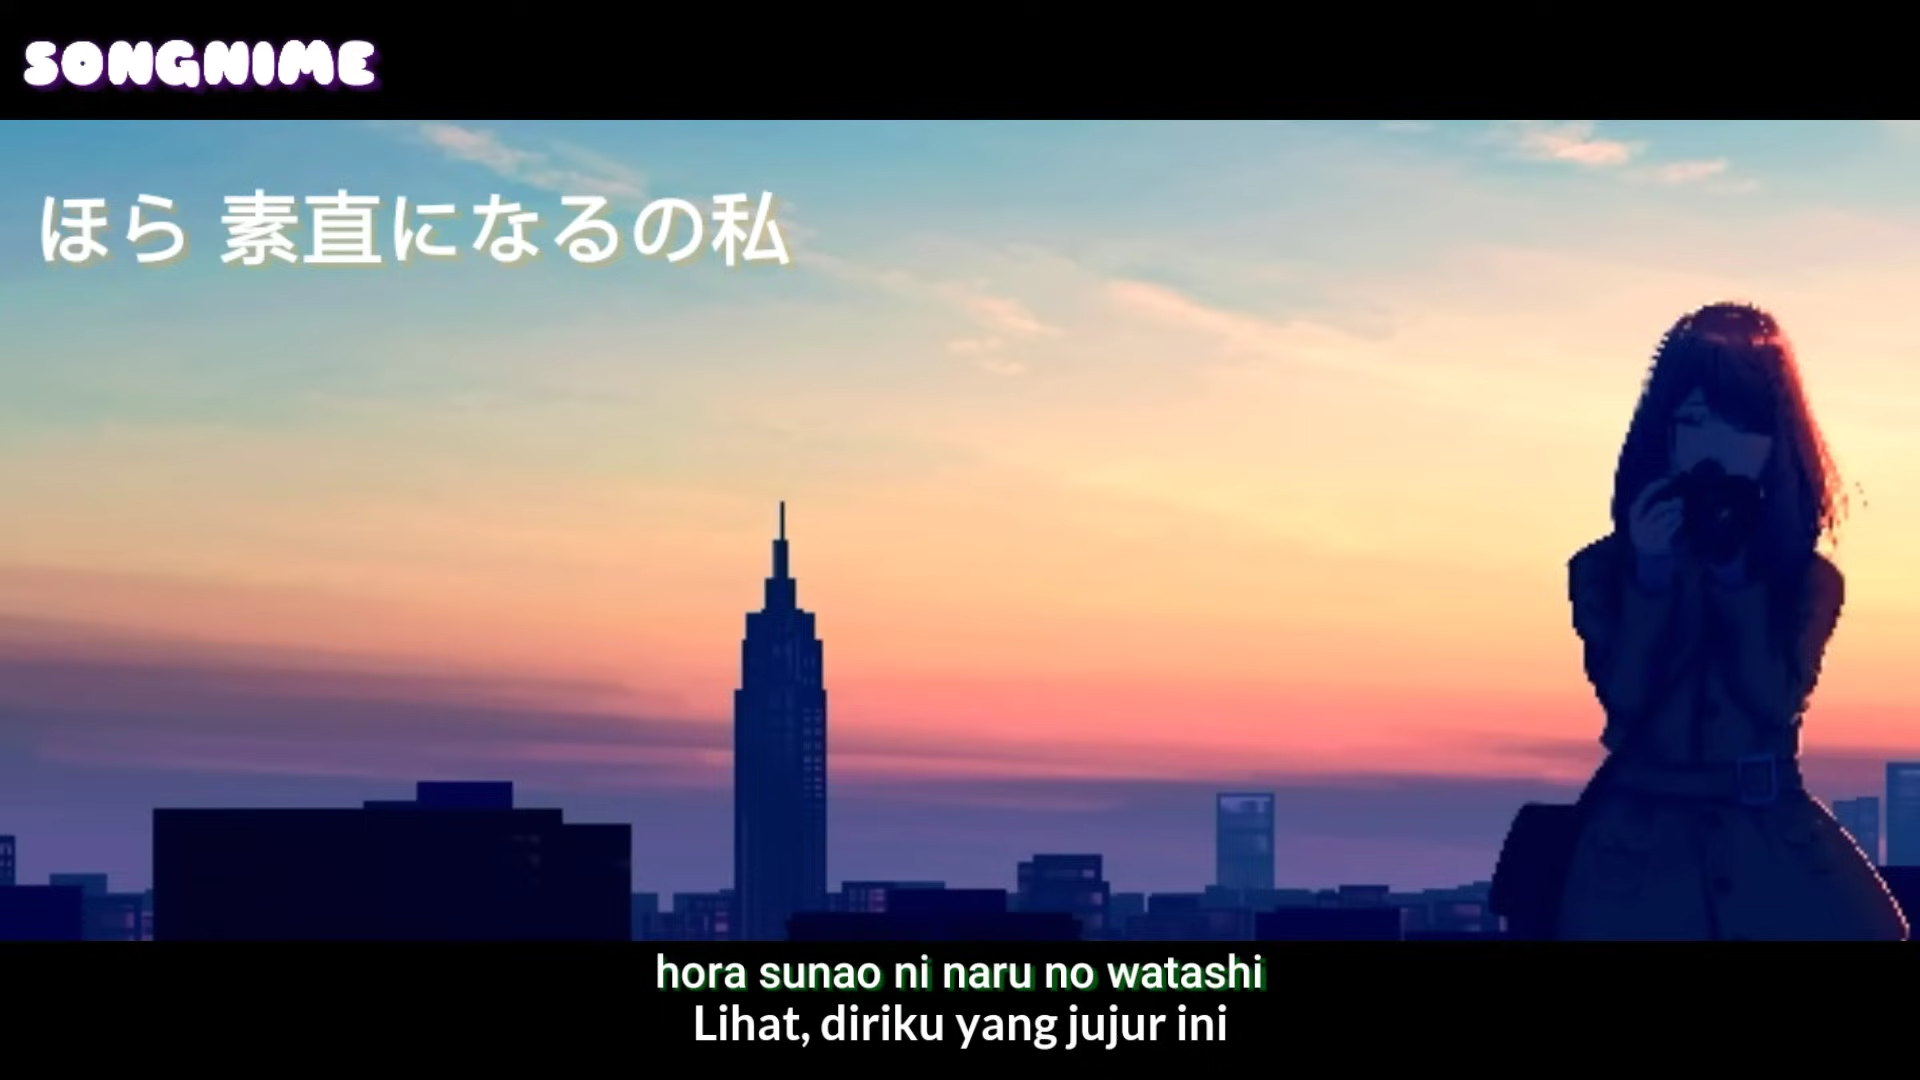 SONGNIME
ほら 素直になるの私
hora sunao ni naru no watashi
Lihat, diriku yang jujur ini